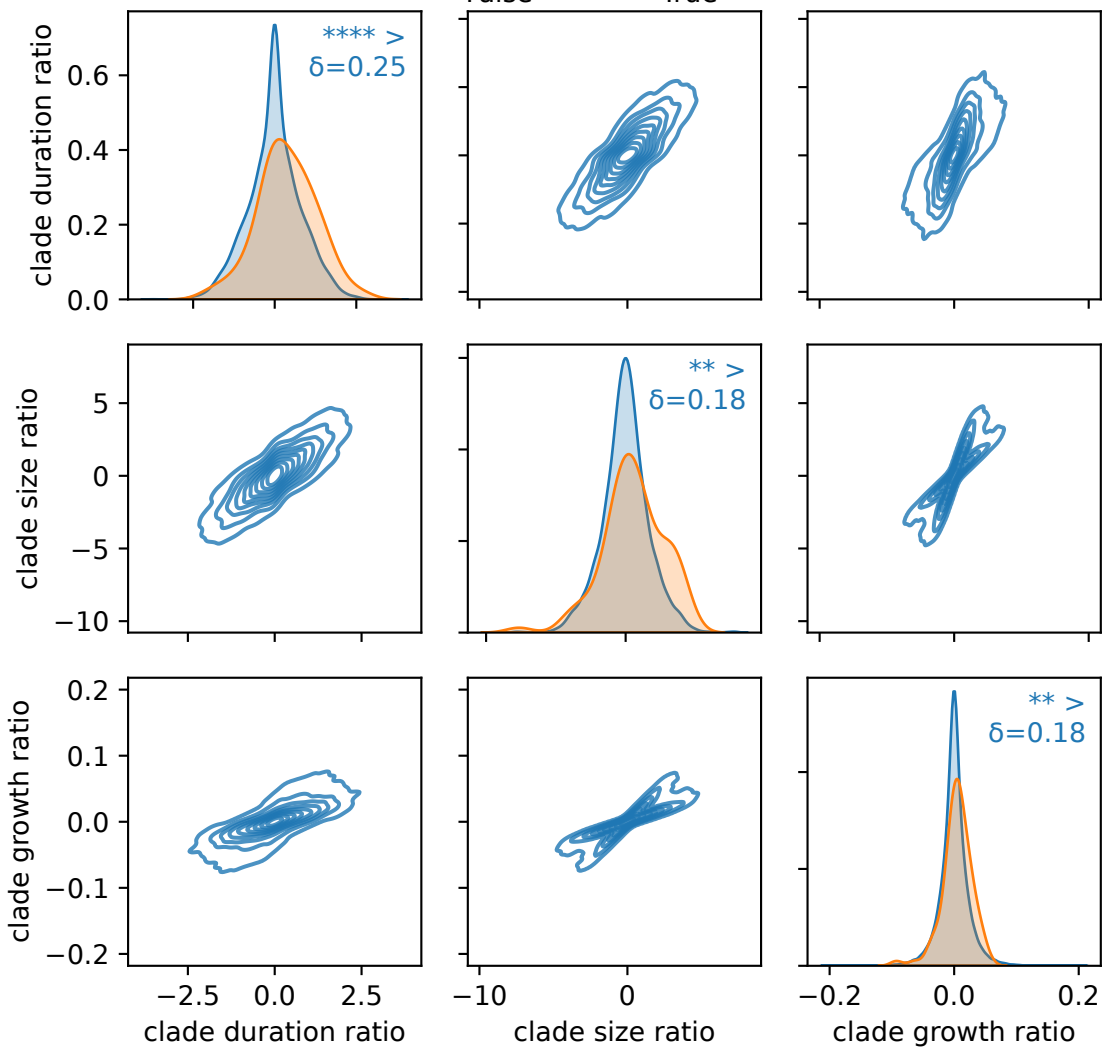 clade duration ratio
0.6
0.4
0.2
0.0
**** >
δ=0.25
clade size ratio
5
0
−5
−10
** >
δ=0.18
clade growth ratio
0.2
0.1
0.0
−0.1
−0.2
** >
δ=0.18
−2.5 0.0 2.5
−10 0
−0.2 0.0 0.2
clade duration ratio
clade size ratio
clade growth ratio